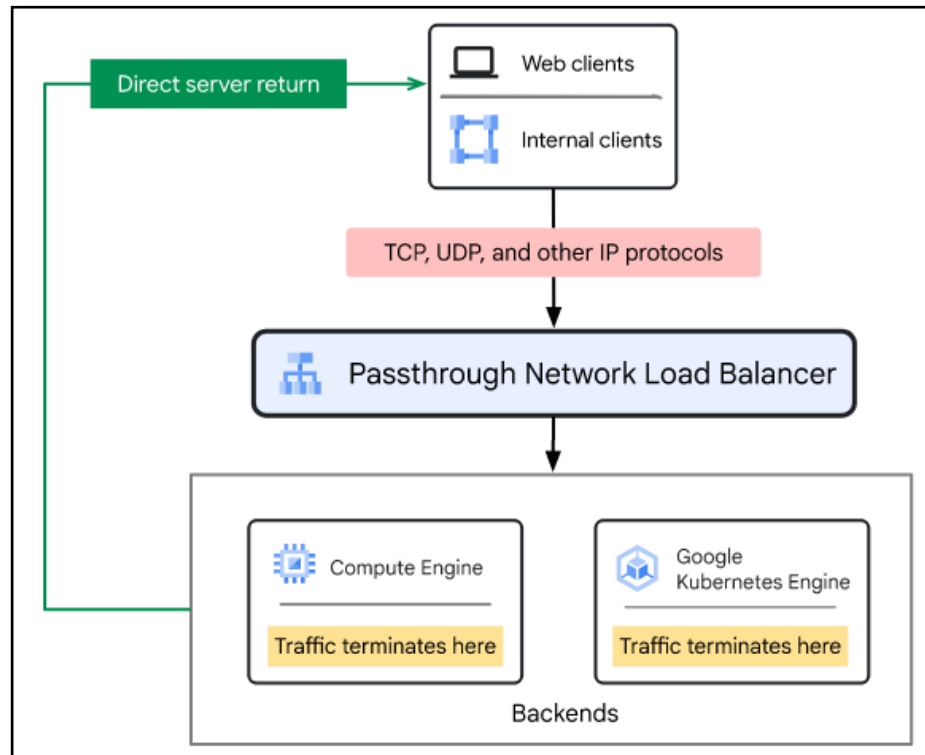 Direct server return
Web clients
Internal clients
TCP, UDP, and other IP protocols
Passthrough Network Load Balancer
Compute Engine
Traffic terminates here
Google
Kubernetes Engine
Traffic terminates here
Backends